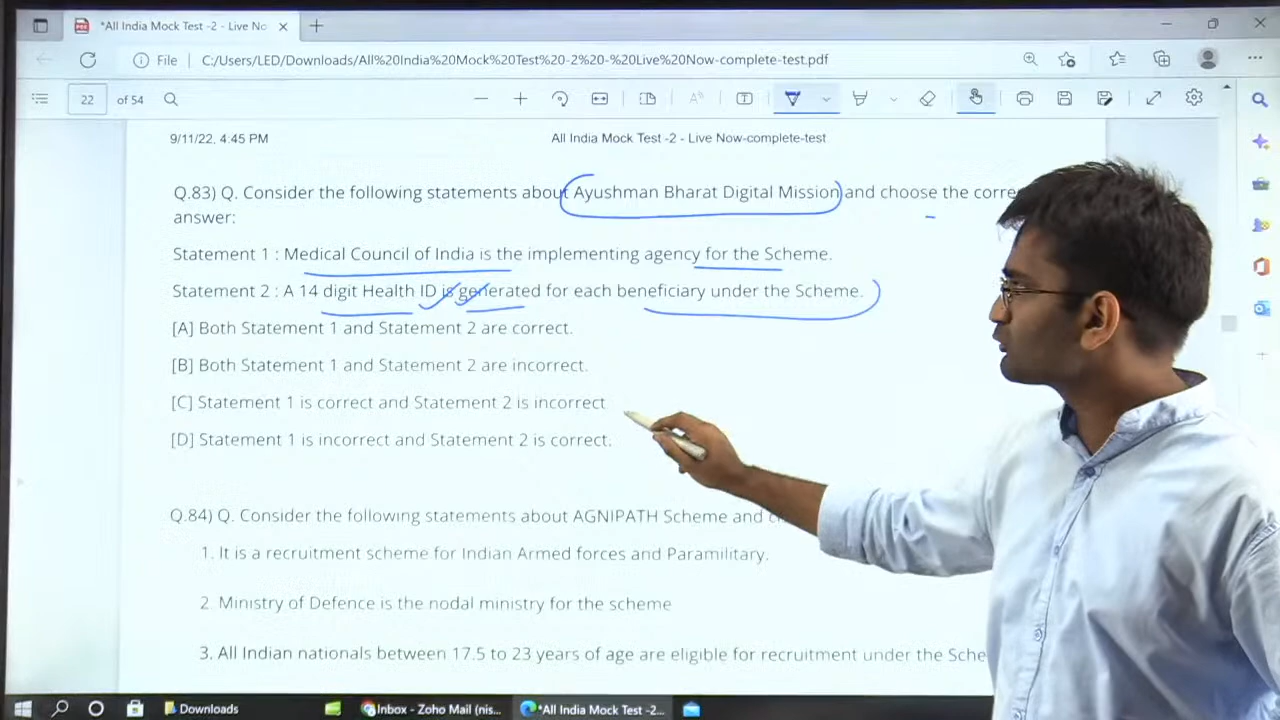 *All India Mock Test -2 - Live No
File
C:/Users/LED/Downloads/All%20India%20Mock%20Test%20-2%20-%20Live%20Now-complete-test.pdf
22 of 54
9/11/22, 4:45 PM
All India Mock Test -2 - Live Now-complete-test
Q.83) Q. Consider the following statements about Ayushman Bharat Digital Mission and choose the corre
answer:
Statement 1 : Medical Council of India is the implementing agency for the Scheme.
Statement 2 : A 14 digit Health ID is generated for each beneficiary under the Scheme.
[A] Both Statement 1 and Statement 2 are correct.
[B] Both Statement 1 and Statement 2 are incorrect.
[C] Statement 1 is correct and Statement 2 is incorrect
[D] Statement 1 is incorrect and Statement 2 is correct.
Q.84) Q. Consider the following statements about AGNIPATH Scheme and
1. It is a recruitment scheme for Indian Armed forces and Paramilitary.
2. Ministry of Defence is the nodal ministry for the scheme
3. All Indian nationals between 17.5 to 23 years of age are eligible for recruitment under the Sche
Downloads
Inbox - Zoho Mail (nis...
*All India Mock Test -2...